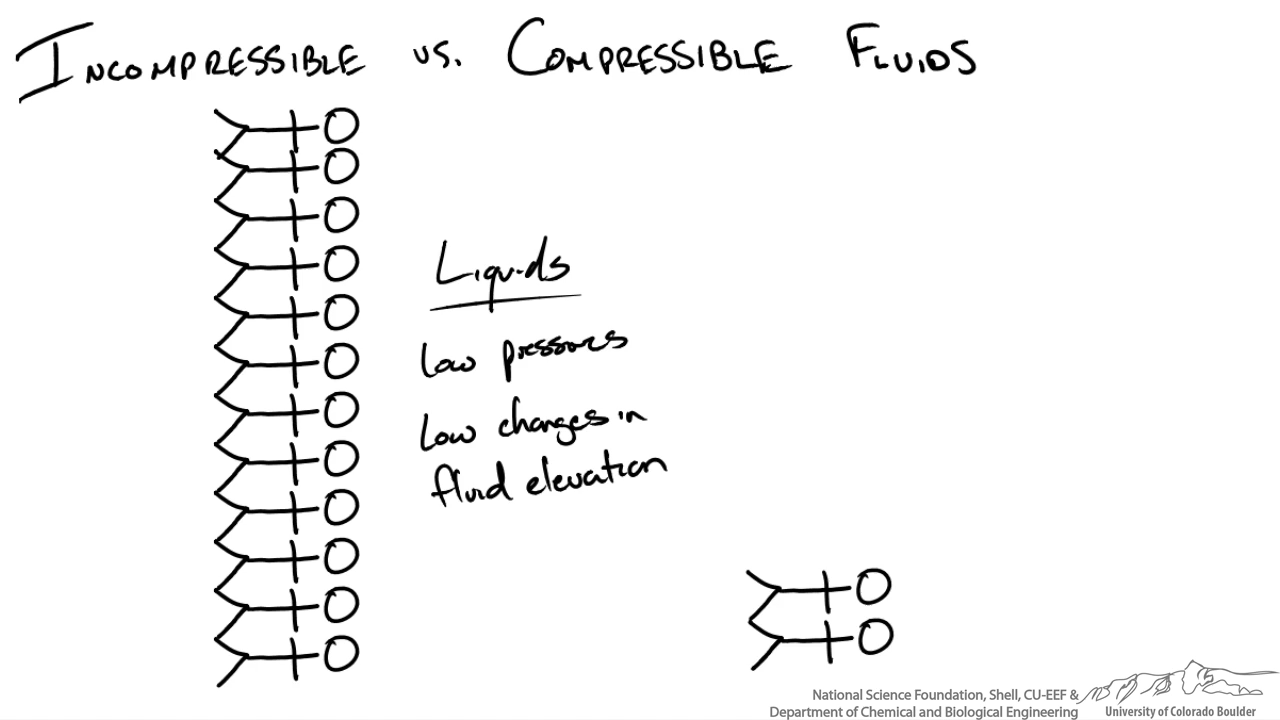 INCOMPRESSIBLE vs. COMPRESSIBLE FLUIDS
Liquids
Low pressures
Low changes in
fluid elevation
National Science Foundation, Shell, CU-EEF &
Department of Chemical and Biological Engineering
University of Colorado Boulder